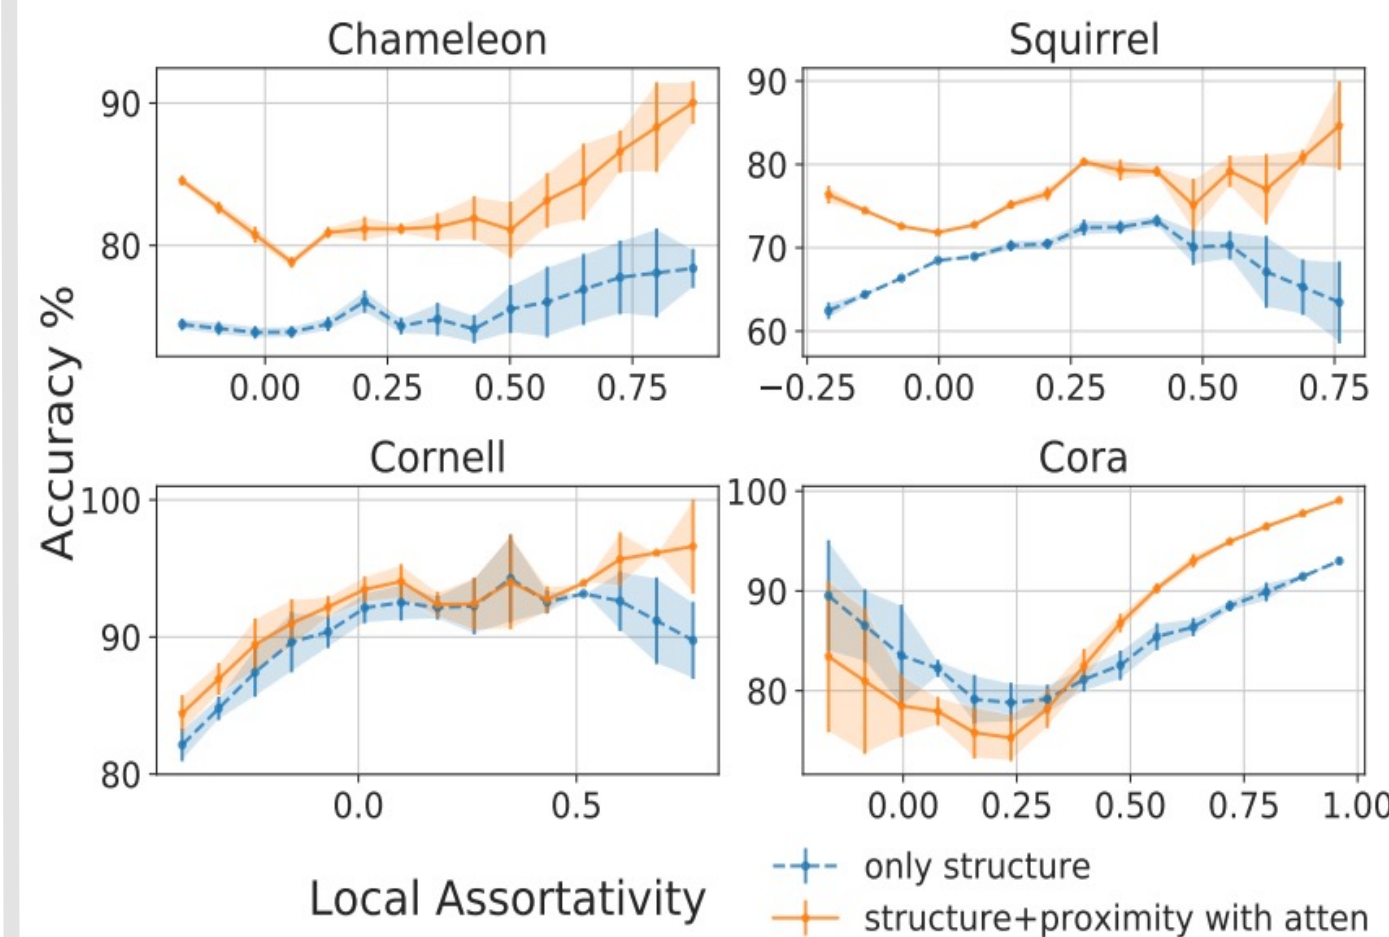 Chameleon
90
80
0.00 0.25 0.50 0.75
Squirrel
90
80
70
60
−0.25 0.00 0.25 0.50 0.75
Accuracy %
Cornell
100
90
80
0.0 0.5
Cora
100
90
80
0.00 0.25 0.50 0.75 1.00
Local Assortativity
only structure
structure+proximity with atten